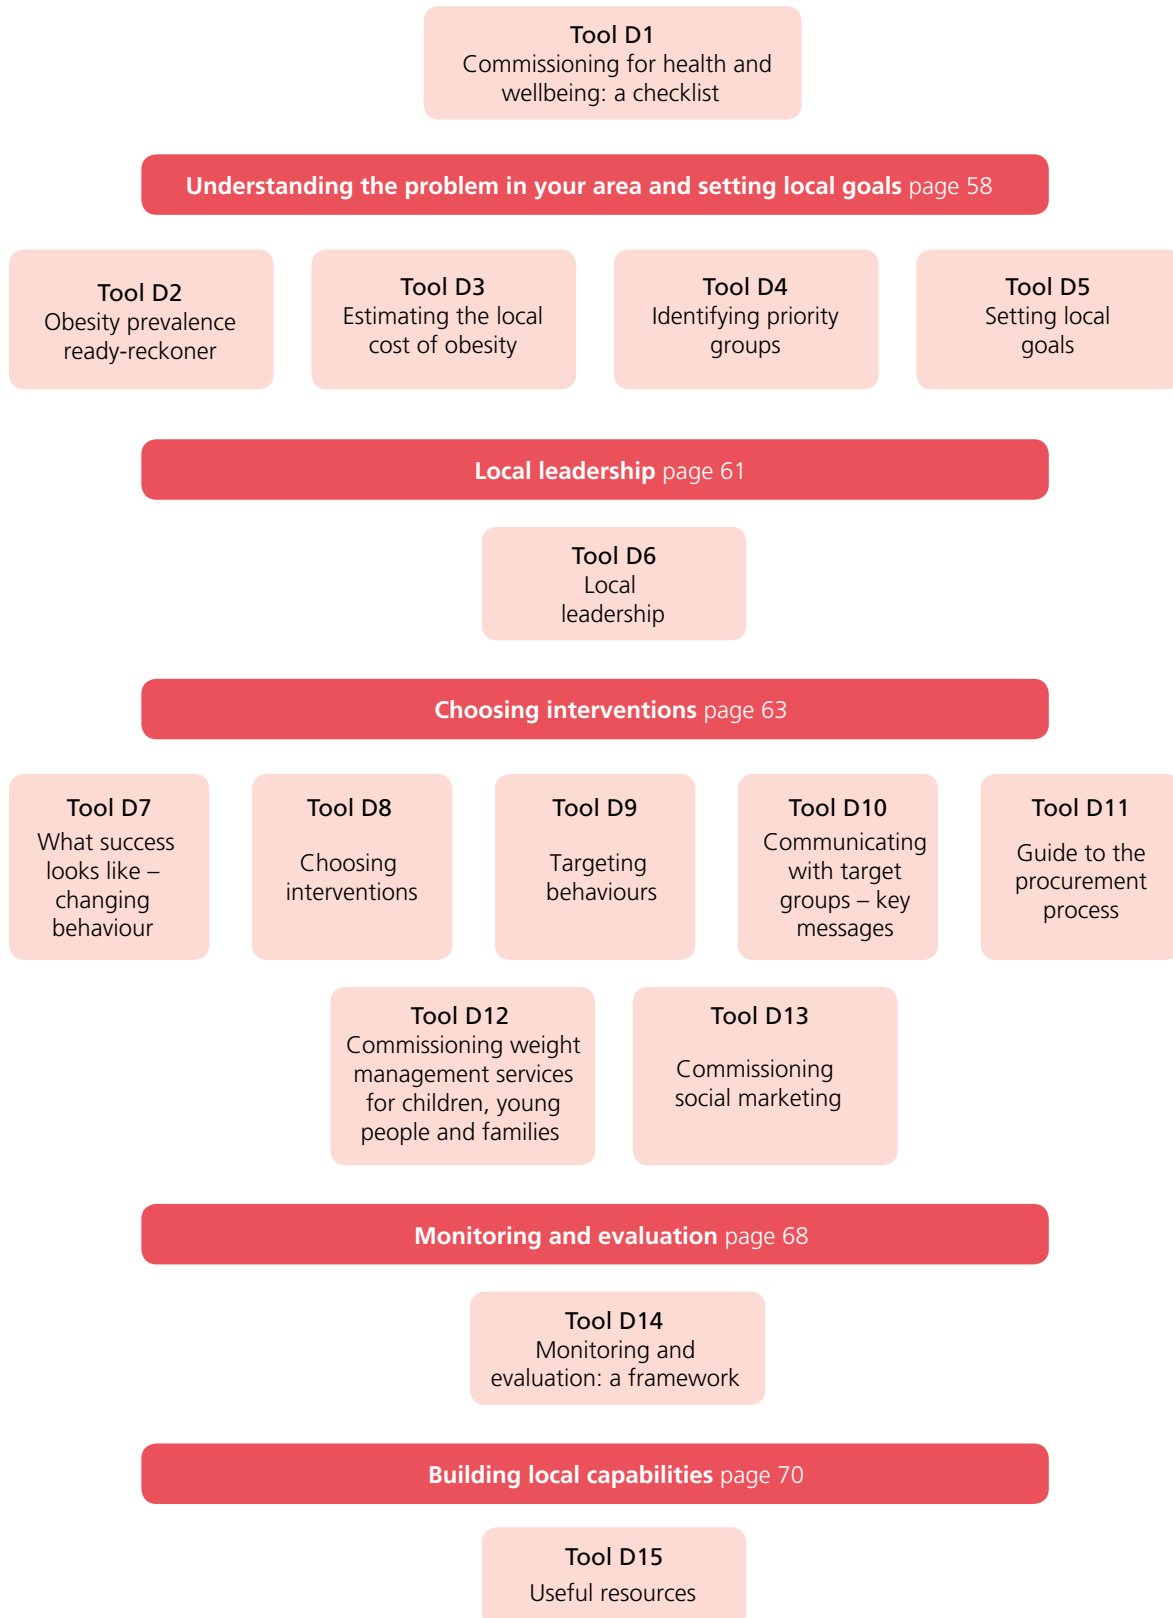 Tool D1
Commissioning for health and
wellbeing: a checklist
Understanding the problem in your area and setting local goals page 58
Tool D2
Obesity prevalence
ready-reckoner
Tool D3
Estimating the local
cost of obesity
Tool D4
Identifying priority
groups
Tool D5
Setting local
goals
Local leadership page 61
Tool D6
Local
leadership
Choosing interventions page 63
Tool D7
What success
looks like –
changing
behaviour
Tool D8
Choosing
interventions
Tool D9
Targeting
behaviours
Tool D10
Communicating
with target
groups – key
messages
Tool D11
Guide to the
procurement
process
Tool D12
Commissioning weight
management services
for children, young
people and families
Tool D13
Commissioning
social marketing
Monitoring and evaluation page 68
Tool D14
Monitoring and
evaluation: a framework
Building local capabilities page 70
Tool D15
Useful resources